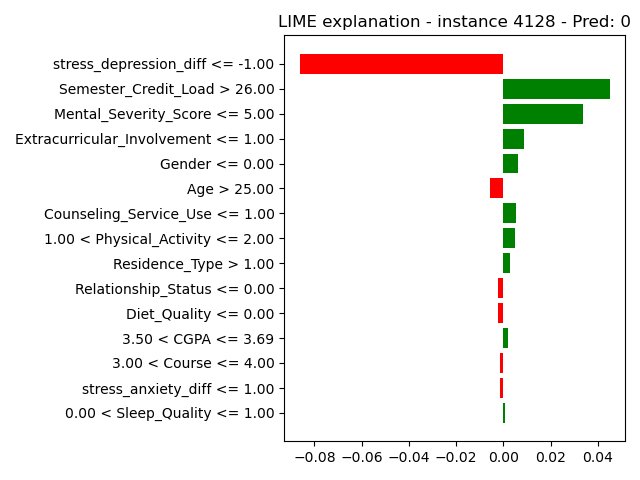 LIME explanation - instance 4128 - Pred: 0
stress_depression_diff <= -1.00
Semester_Credit_Load > 26.00
Mental_Severity_Score <= 5.00
Extracurricular_Involvement <= 1.00
Gender <= 0.00
Age > 25.00
Counseling_Service_Use <= 1.00
1.00 < Physical_Activity <= 2.00
Residence_Type > 1.00
Relationship_Status <= 0.00
Diet_Quality <= 0.00
3.50 < CGPA <= 3.69
3.00 < Course <= 4.00
stress_anxiety_diff <= 1.00
0.00 < Sleep_Quality <= 1.00
−0.08 −0.06 −0.04 −0.02 0.00 0.02 0.04